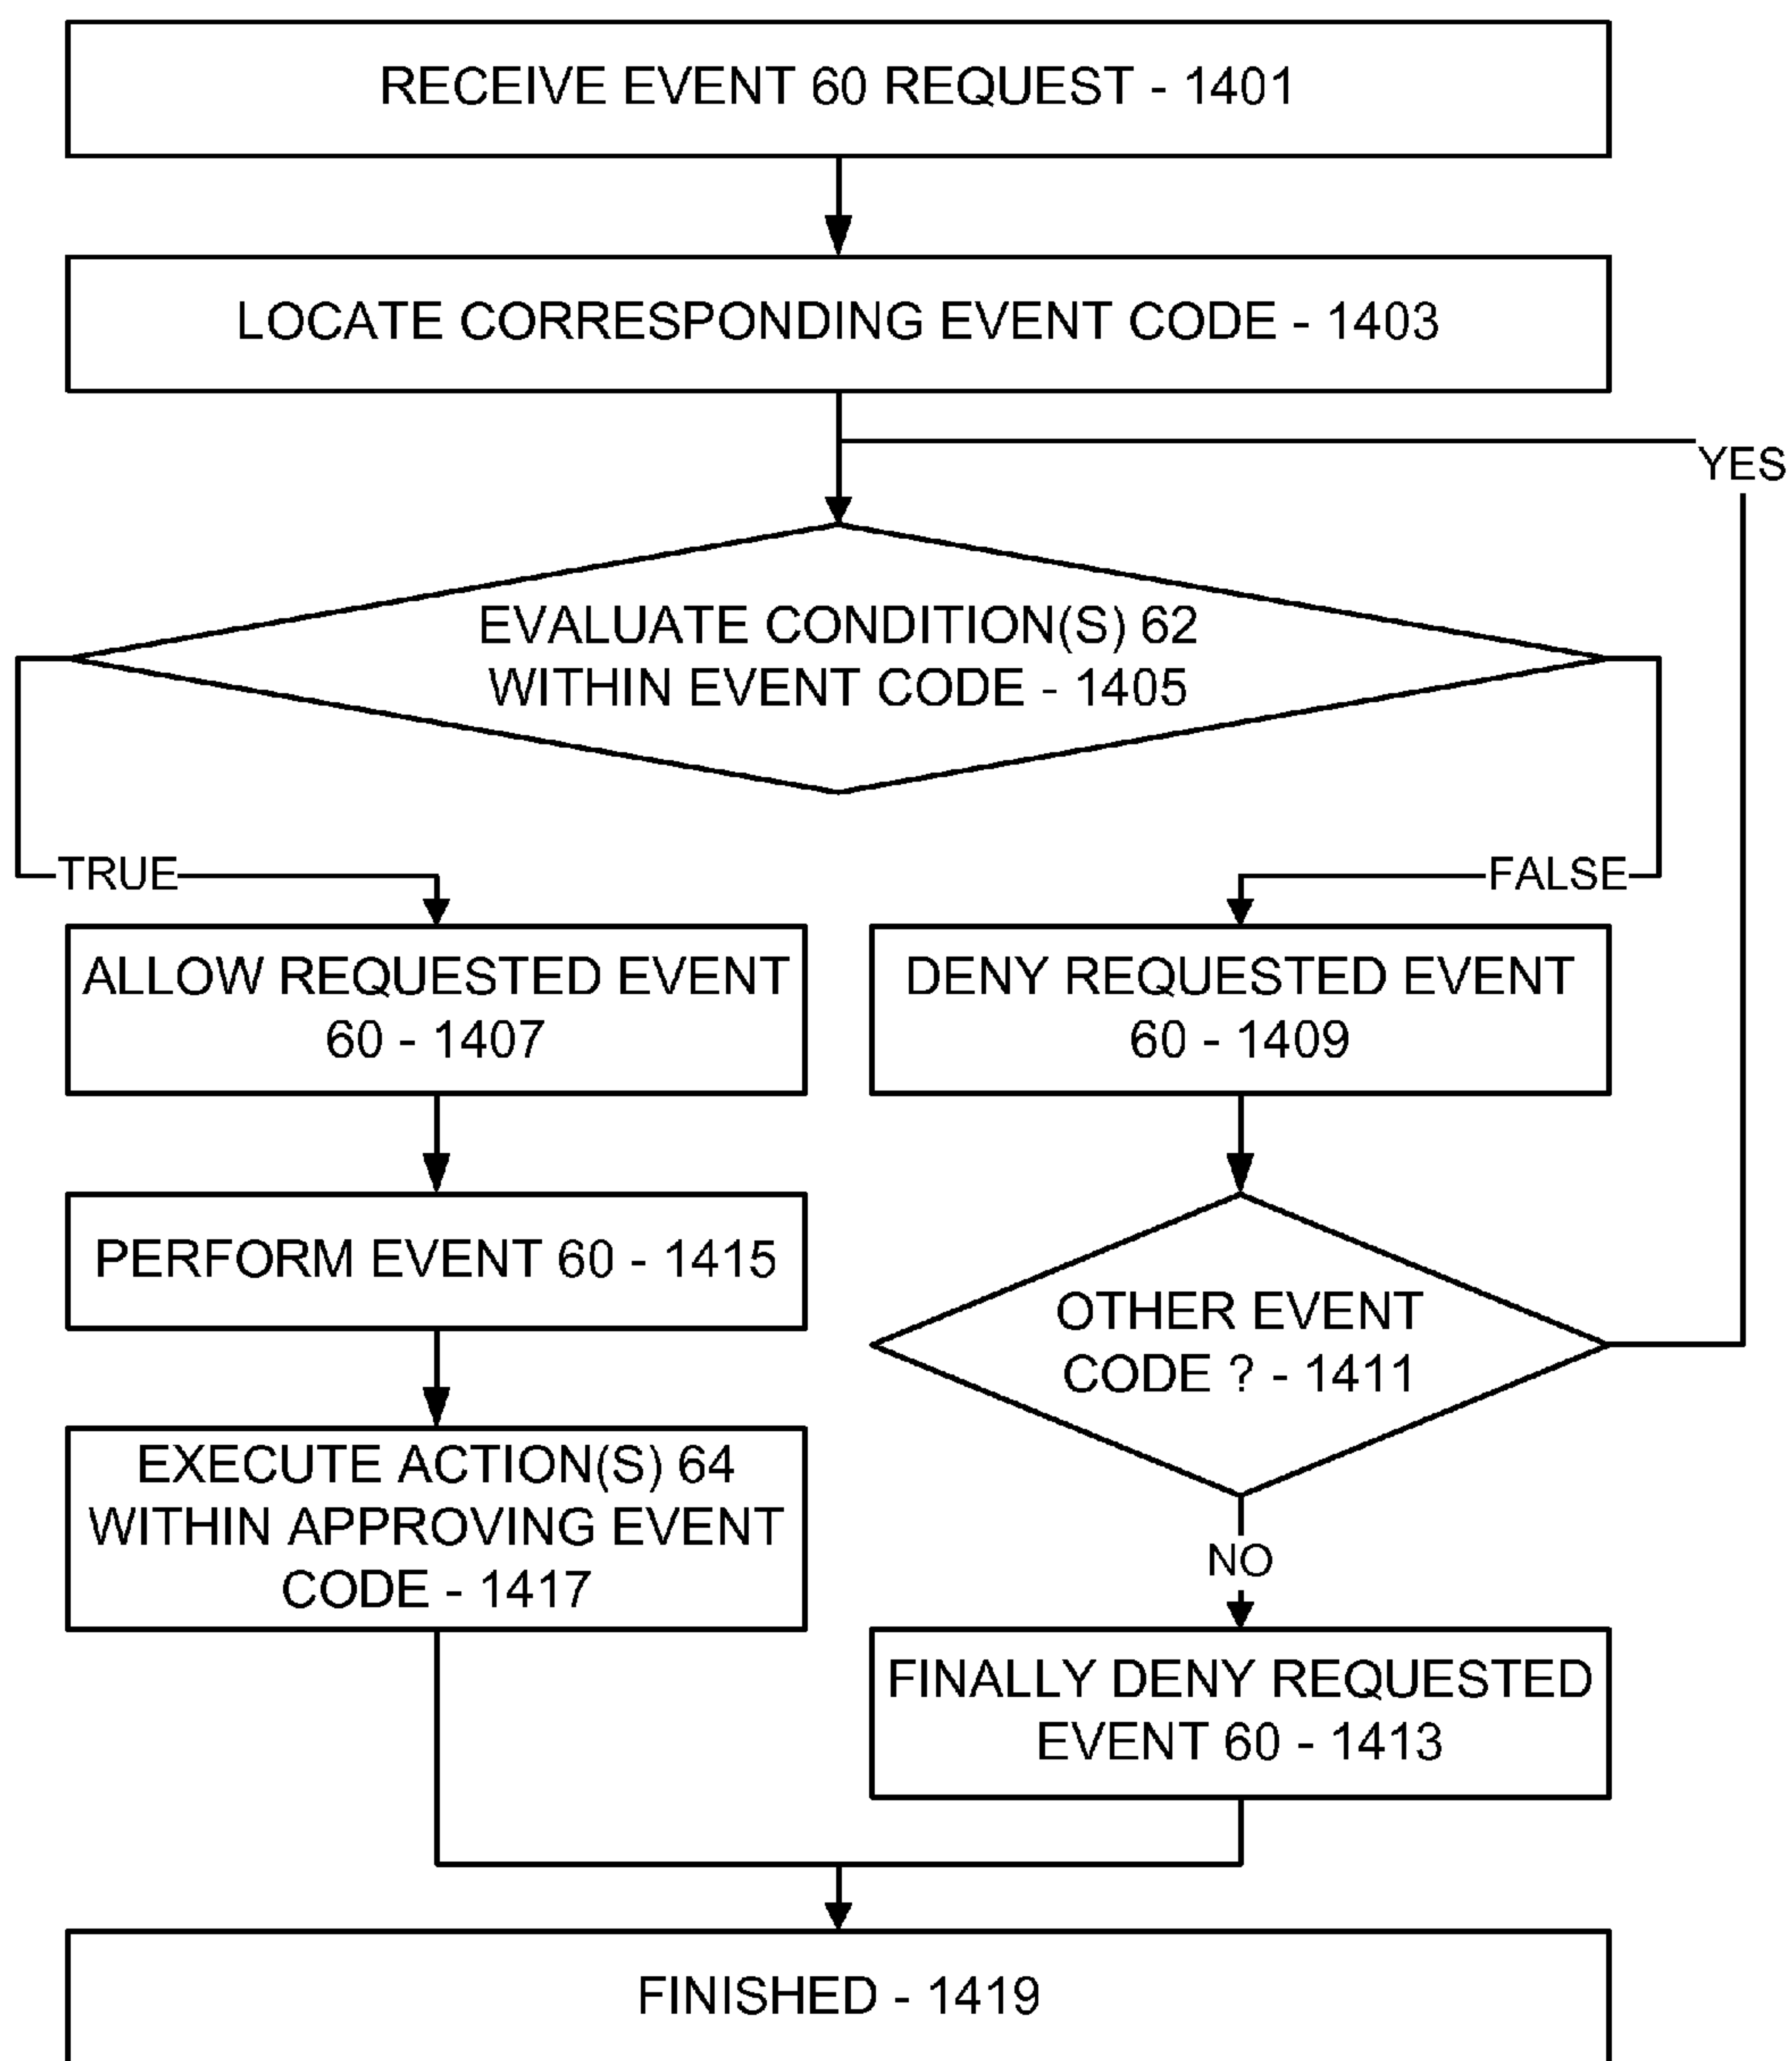 RECEIVE EVENT 60 REQUEST - 1401
LOCATE CORRESPONDING EVENT CODE - 1403
YES
EVALUATE CONDITION(S) 62
WITHIN EVENT CODE - 1405
TRUE
FALSE
ALLOW REQUESTED EVENT
60 - 1407
DENY REQUESTED EVENT
60 - 1409
PERFORM EVENT 60 - 1415
OTHER EVENT
CODE ? - 1411
EXECUTE ACTION(S) 64
WITHIN APPROVING EVENT
CODE - 1417
NO
FINALLY DENY REQUESTED
EVENT 60 - 1413
FINISHED - 1419